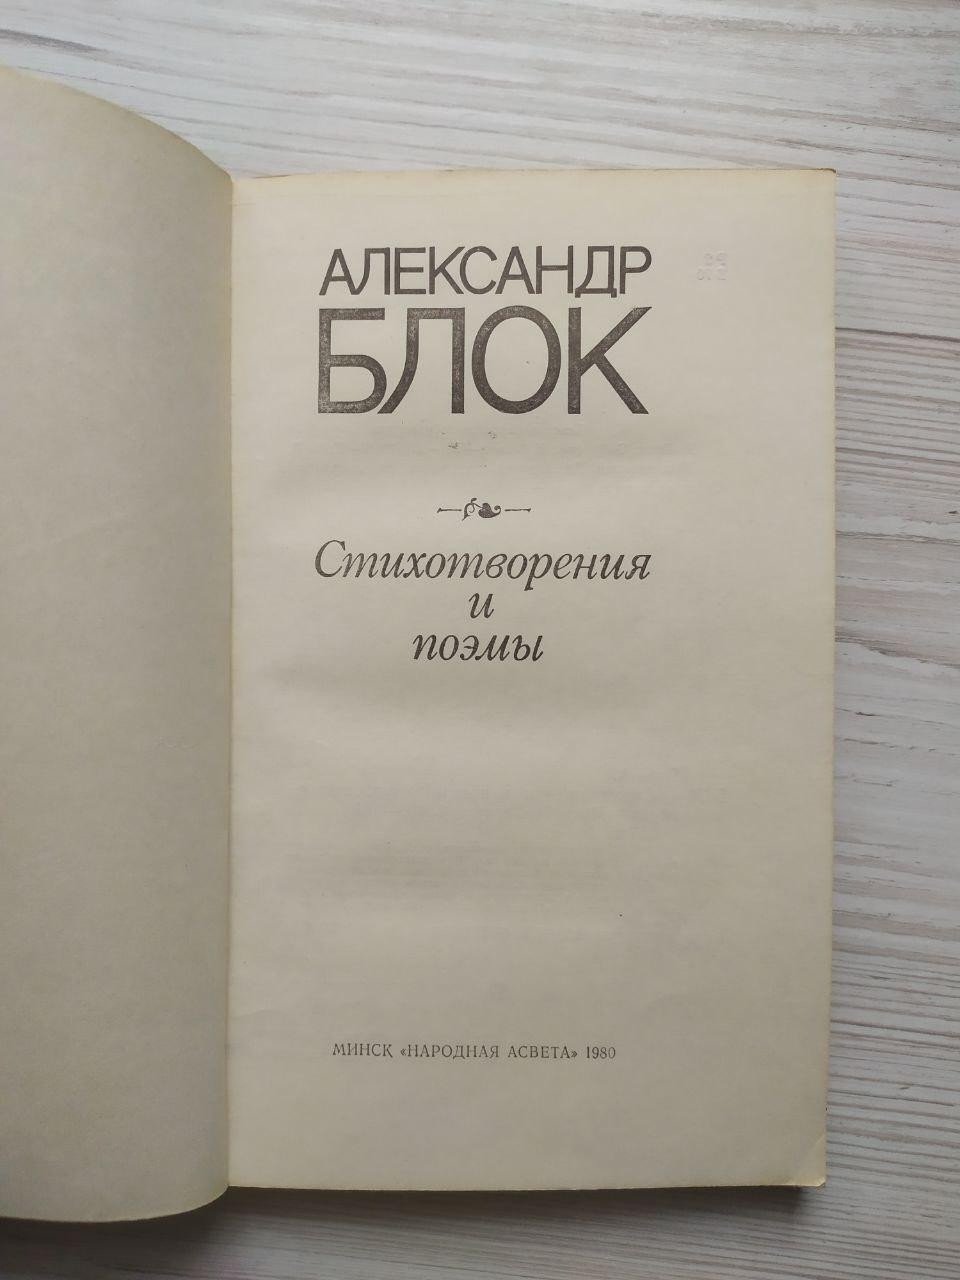 АЛЕКСАНДР
БЛОК
Стихотворения
и
поэмы
МИНСК «НАРОДНАЯ АСВЕТА» 1980